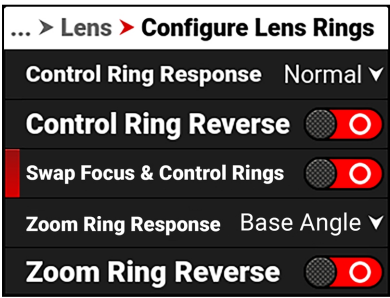 ... > Lens > Configure Lens Rings
Control Ring Response Normal
Control Ring Reverse
Swap Focus & Control Rings
Zoom Ring Response Base Angle
Zoom Ring Reverse